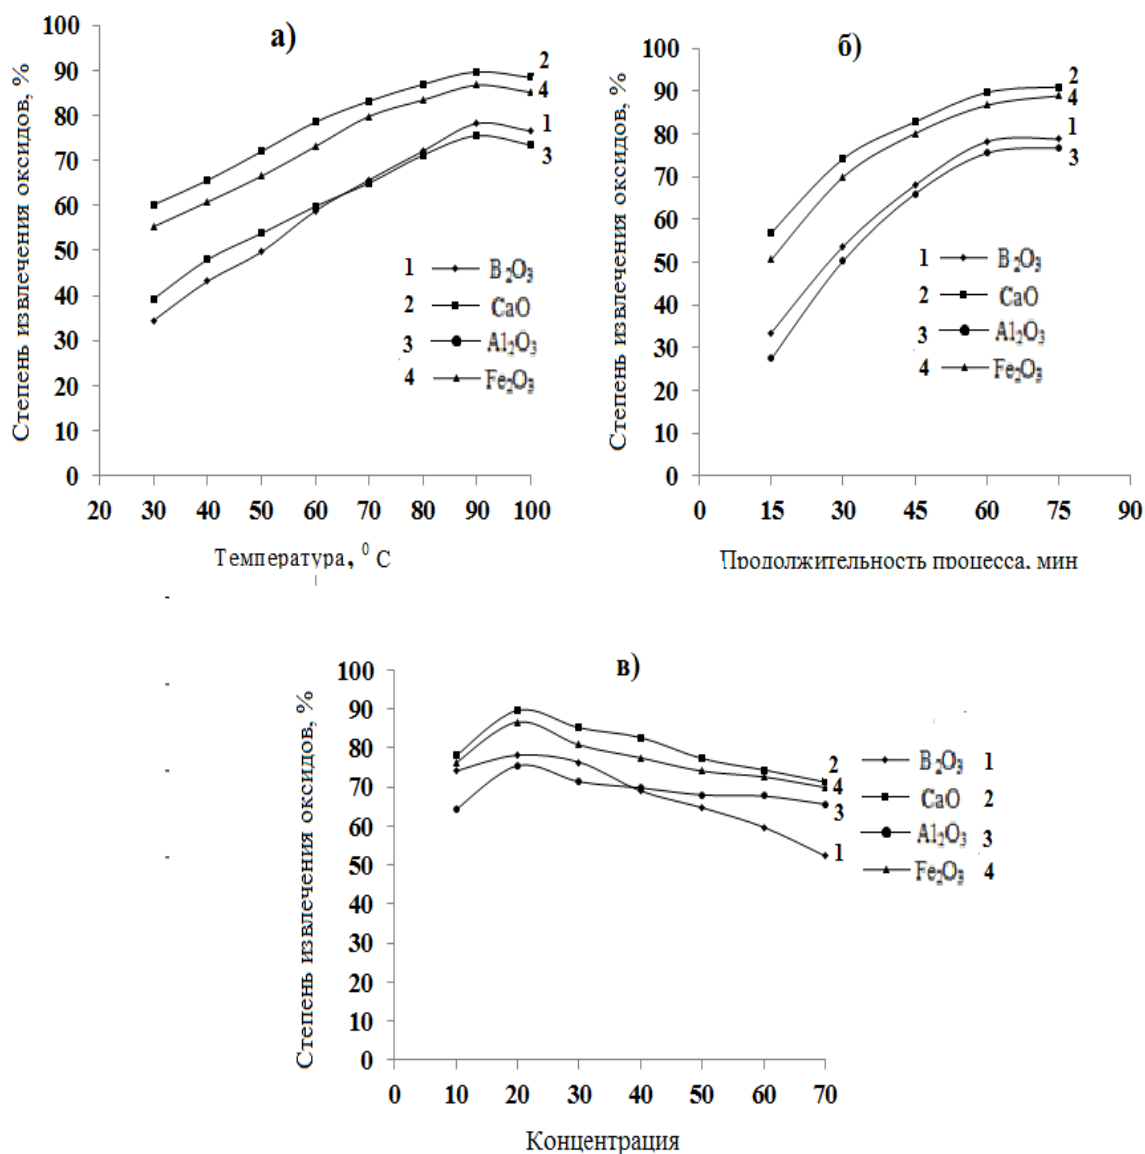 а)
Степень извлечения оксидов, %
100
90
80
70
60
50
40
30
20
10
0
20 30 40 50 60 70 80 90 100
Температура, ⁰ С
2
4
1
3
1 B₂O₃
2 CaO
3 Al₂O₃
4 Fe₂O₃
б)
Степень извлечения оксидов, %
100
90
80
70
60
50
40
30
20
10
0
0 15 30 45 60 75 90
Продолжительность процесса, мин
2
4
1
3
1 B₂O₃
2 CaO
3 Al₂O₃
4 Fe₂O₃
в)
Степень извлечения оксидов, %
100
90
80
70
60
50
40
30
20
10
0
0 10 20 30 40 50 60 70
Концентрация
2
4
3
1
B₂O₃ 1
CaO 2
Al₂O₃ 3
Fe₂O₃ 4